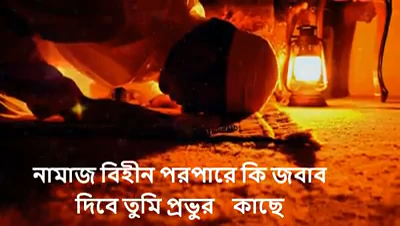 নামাজ বিহীন পরপারে কি জবাব
দিবে তুমি প্রভুর কাছে